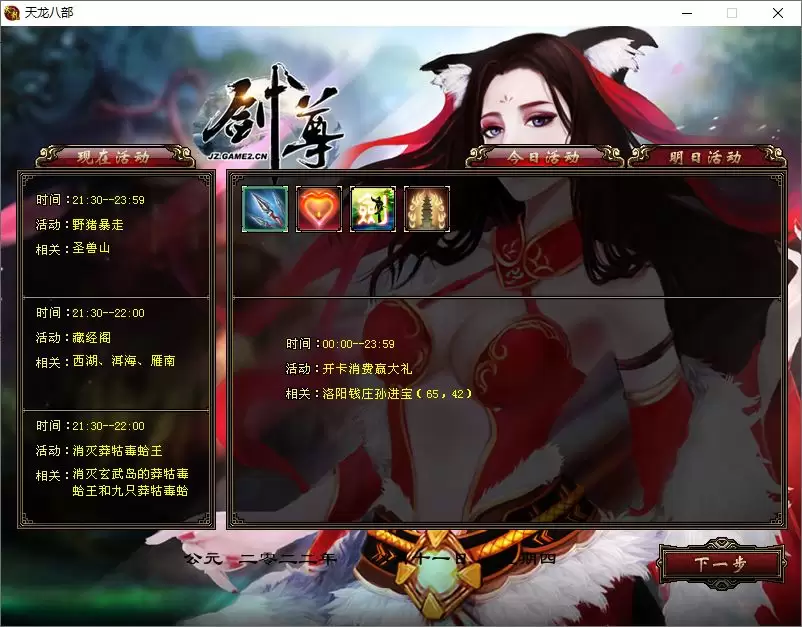 天龙八部
剑尊
JZ.GAME2.CN
现在活动
今日活动
明日活动
时间：21:30--23:59
活动：野猪暴走
相关：圣兽山
时间：21:30--22:00
活动：藏经阁
相关：西湖、洱海、雁南
时间：21:30--22:00
活动：消灭莽牯毒蛤王
相关：消灭玄武岛的莽牯毒
蛤王和九只莽牯毒蛤
时间：00:00--23:59
活动：开卡消费赢大礼
相关：洛阳钱庄孙进宝（65，42）
公元 二零二二年 十一日 期四
下一步